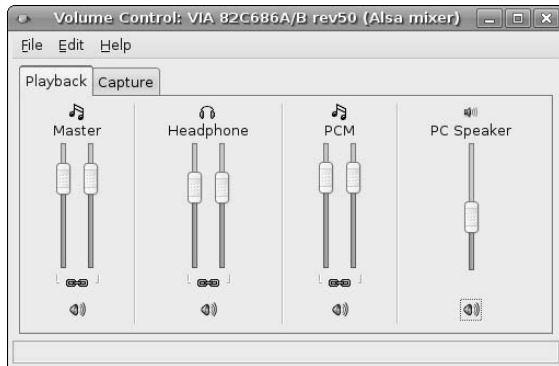 Volume Control: VIA 82C686A/B rev50 (Alsa mixer)
File Edit Help
Playback Capture
Master Headphone PCM PC Speaker